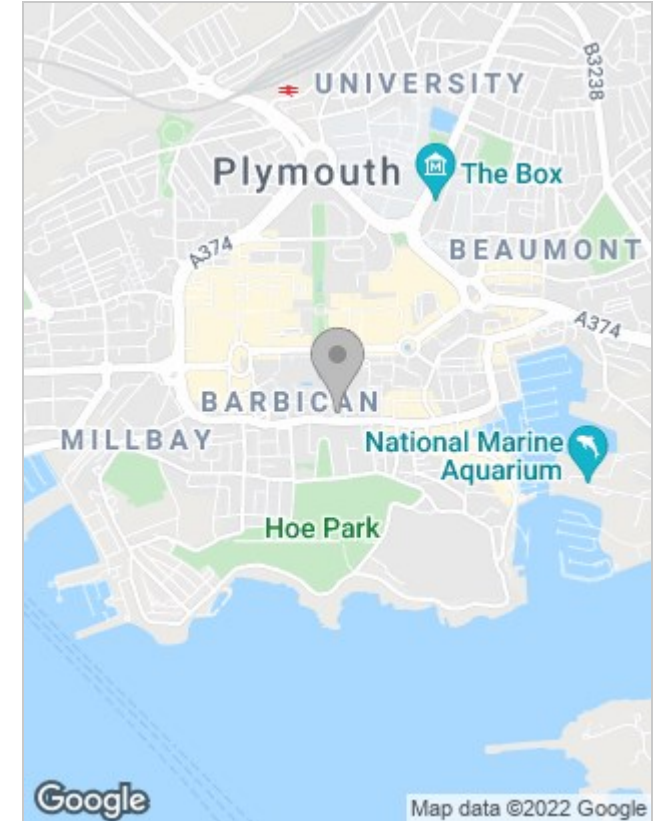 UNIVERSITY
B3238
Plymouth
The Box
A374
BEAUMONT
A374
BARBICAN
MILLBAY
National Marine
Aquarium
Hoe Park
Google
Map data ©2022 Google